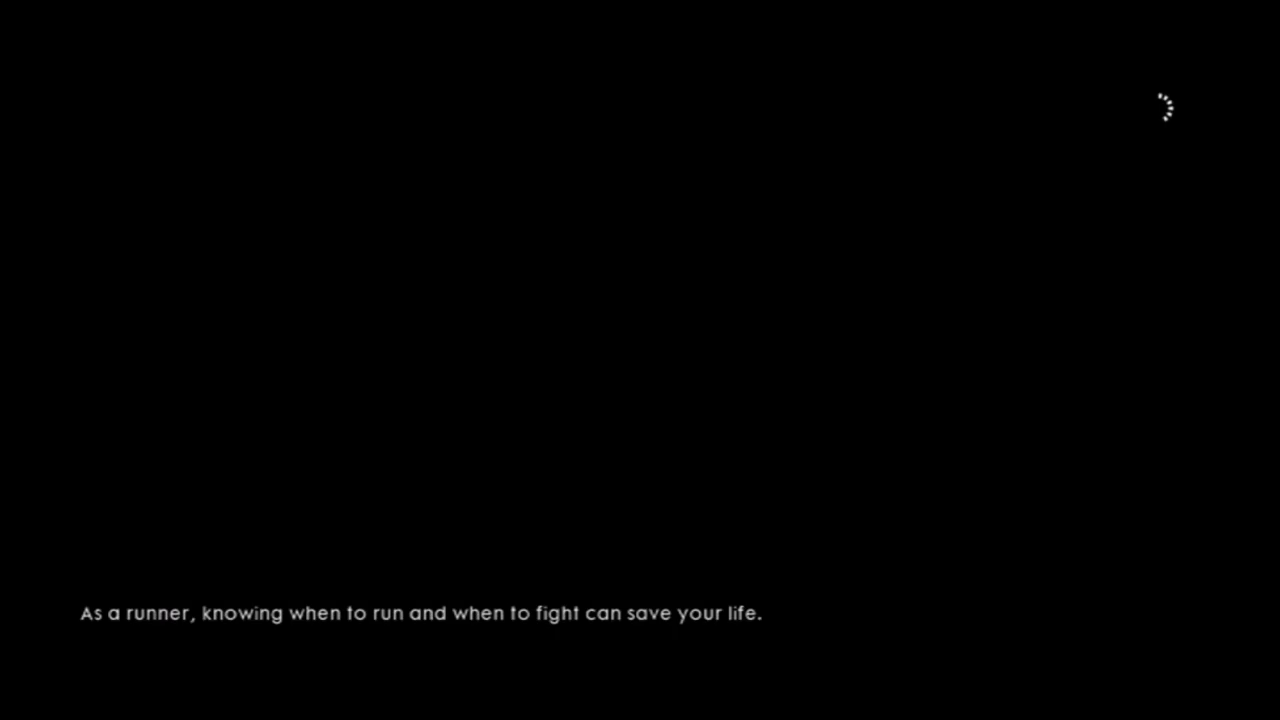 As a runner, knowing when to run and when to fight can save your life.